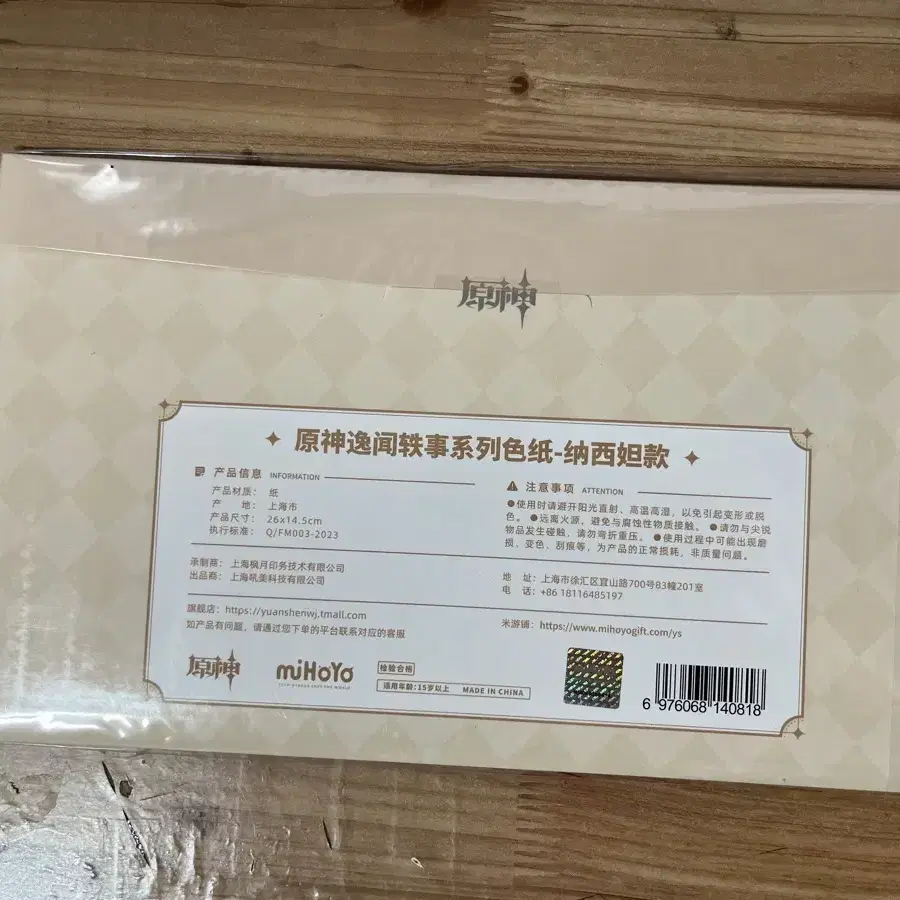 原神
原神逸闻轶事系列色纸-纳西妲款
产品信息 INFORMATION
产品材质： 纸
产 地： 上海市
产品尺寸： 26x14.5cm
执行标准： Q/FM003-2023
注意事项 ATTENTION
●使用时请避开阳光直射、高温高湿，以免引起变形或脱
色。 ●远离火源，避免与腐蚀性物质接触。 ●请勿与尖锐
物品发生碰触，请勿弯折重压。 ●使用过程中可能出现磨
损，变色、刮痕等，为产品的正常损耗，非质量问题。
承制商：上海枫月印务技术有限公司
出品商：上海吼美科技有限公司
地 址：上海市徐汇区宜山路700号83幢201室
电 话：+86 18116485197
旗舰店：https://yuanshenwj.tmall.com
如产品有问题，请通过您下单的平台联系对应的客服
米游铺：https://www.mihoyogift.com/ys
原神
miHoYo
TECH OTAKUS SAVE THE WORLD
检验合格
适用年龄：15岁以上 MADE IN CHINA
6 976068 140818